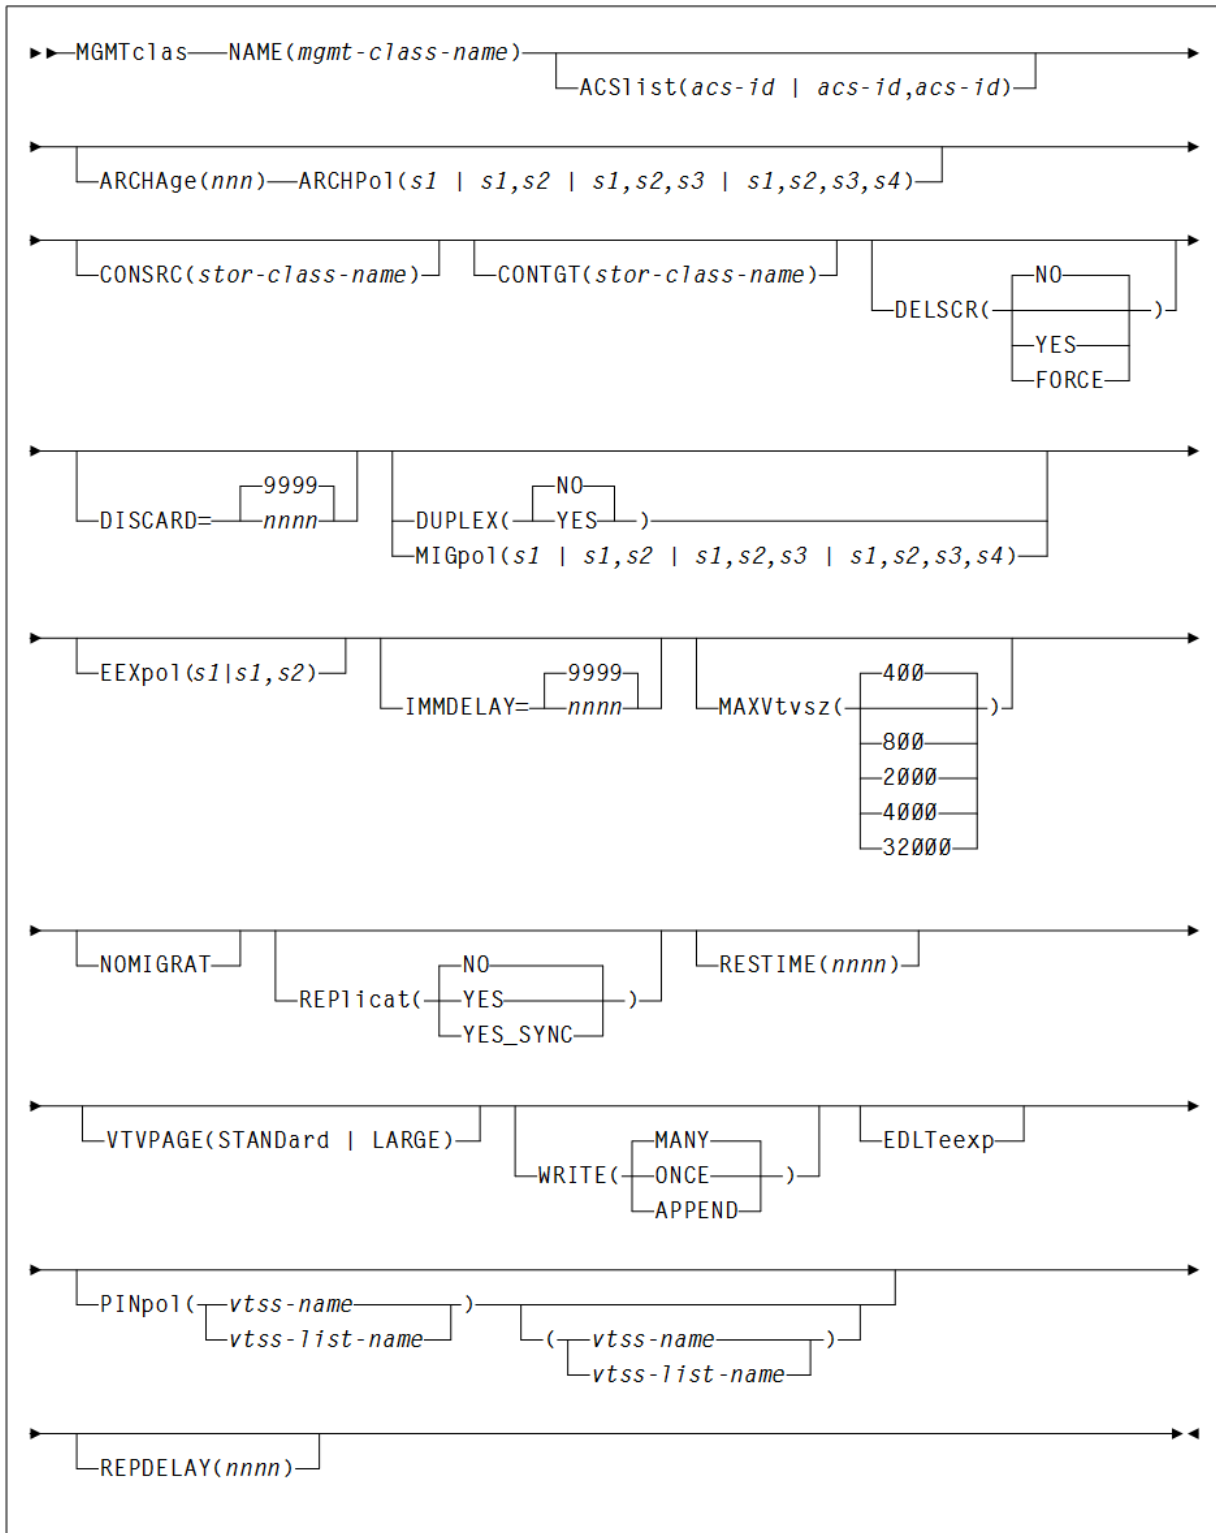 MGMTclas NAME(mgmt-class-name)
ACSlist(acs-id | acs-id,acs-id)
ARCHAge(nnn) ARCHPol(s1 | s1,s2 | s1,s2,s3 | s1,s2,s3,s4)
CONSRC(stor-class-name) CONTGT(stor-class-name)
NO
DELSCR( )
YES
FORCE
9999
DISCARD= nnnn
NO
DUPLEX( YES )
MIGpol(s1 | s1,s2 | s1,s2,s3 | s1,s2,s3,s4)
EEXpol(s1|s1,s2)
9999
IMMDELAY= nnnn
400
MAXVtvsz( )
800
2000
4000
32000
NOMIGRAT
NO
REPlicat( YES )
YES_SYNC
RESTIME(nnnn)
VTVPAGE(STANDard | LARGE)
MANY
WRITE( ONCE )
APPEND
EDLTeexp
PINpol( vtss-name )
vtss-list-name
( vtss-name )
vtss-list-name
REPDELAY(nnnn)